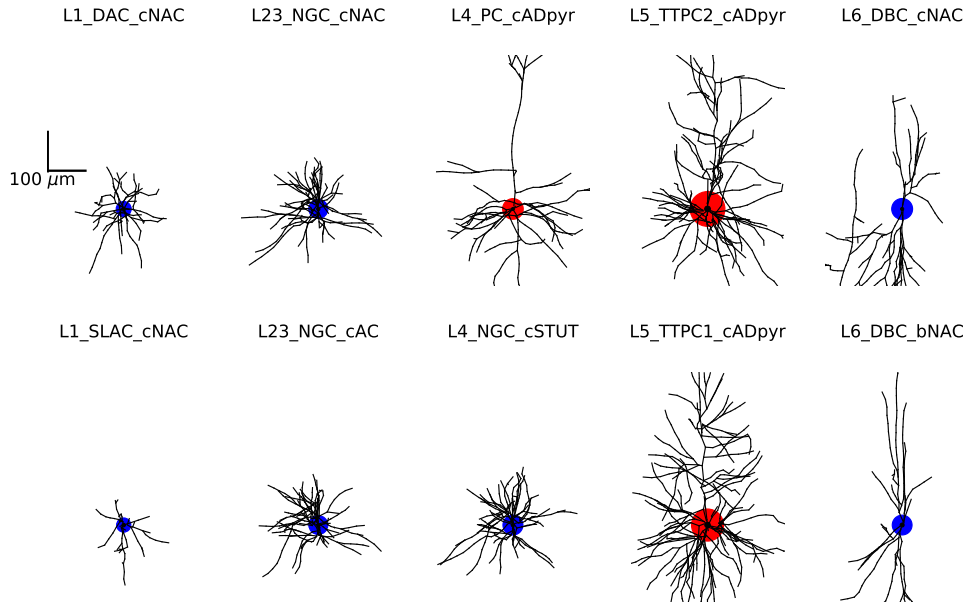 L1_DAC_cNAC
L23_NGC_cNAC
L4_PC_cADpyr
L5_TTPC2_cADpyr
L6_DBC_cNAC
100 μm
L1_SLAC_cNAC
L23_NGC_cAC
L4_NGC_cSTUT
L5_TTPC1_cADpyr
L6_DBC_bNAC